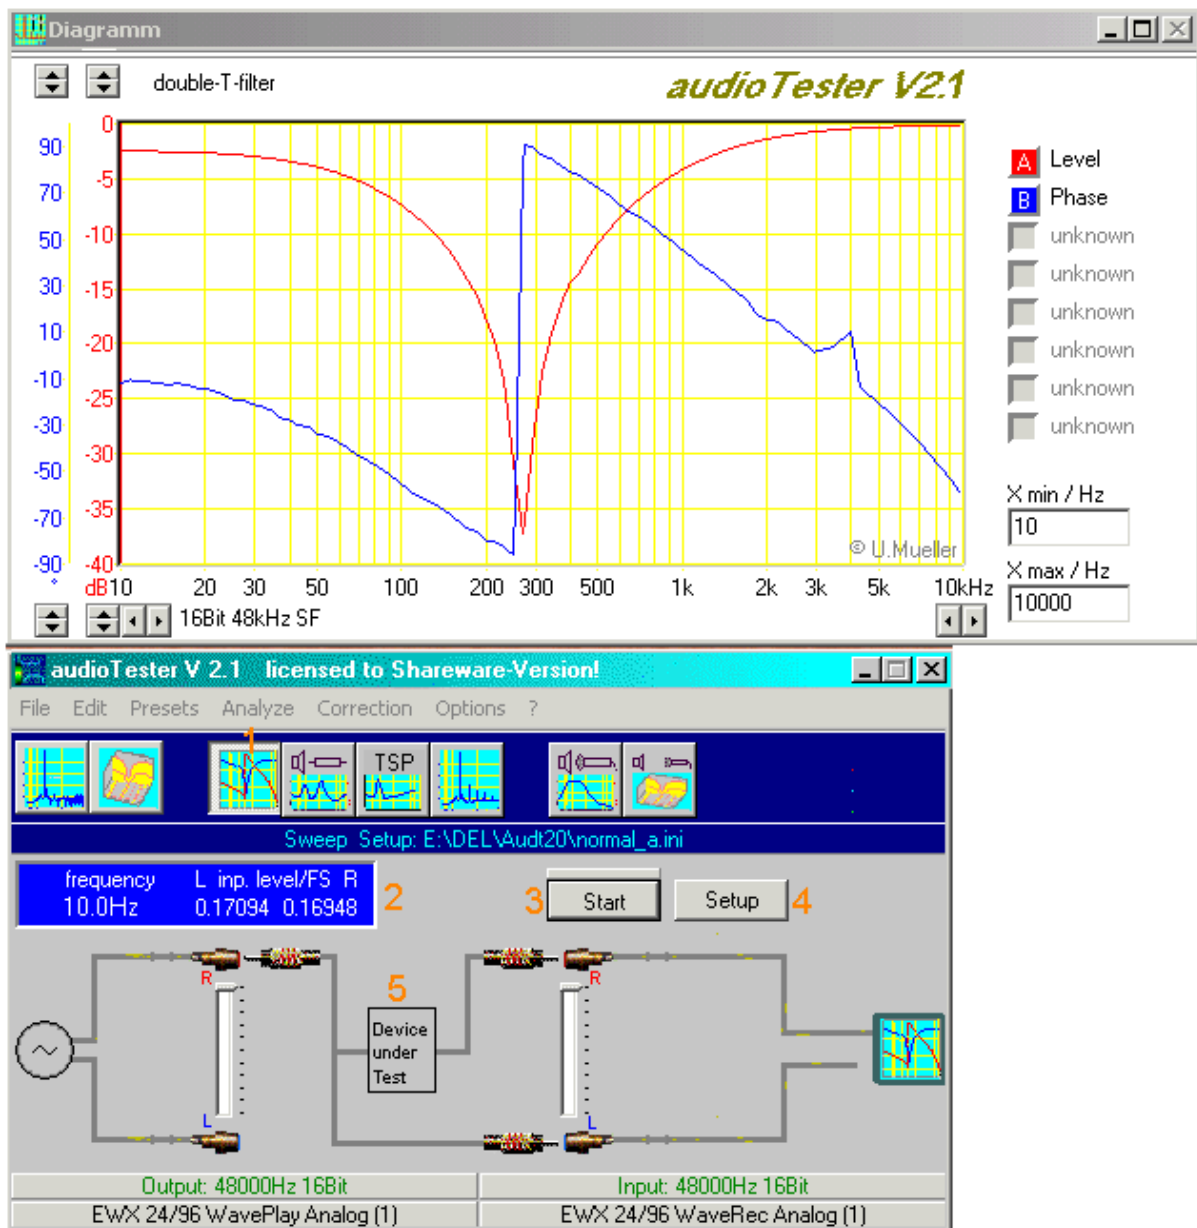 Diagramm
double-T-filter
audioTester V2.1
90
70
50
30
10
-10
-30
-50
-70
-90
°
0
-5
-10
-15
-20
-25
-30
-35
-40
dB
10 20 30 50 100 200 300 500 1k 2k 3k 5k 10kHz
© U.Mueller
16Bit 48kHz SF
A Level
B Phase
unknown
unknown
unknown
unknown
unknown
unknown
X min / Hz
10
X max / Hz
10000
audioTester V 2.1 licensed to Shareware-Version!
File Edit Presets Analyze Correction Options ?
1
TSP
Sweep Setup: E:\DEL\Audt20\normal_a.ini
frequency L inp. level/FS R
10.0Hz 0.17094 0.16948
2
3
Start
Setup
4
R
R
5
Device
under
Test
L
L
Output: 48000Hz 16Bit
Input: 48000Hz 16Bit
EWX 24/96 WavePlay Analog (1)
EWX 24/96 WaveRec Analog (1)